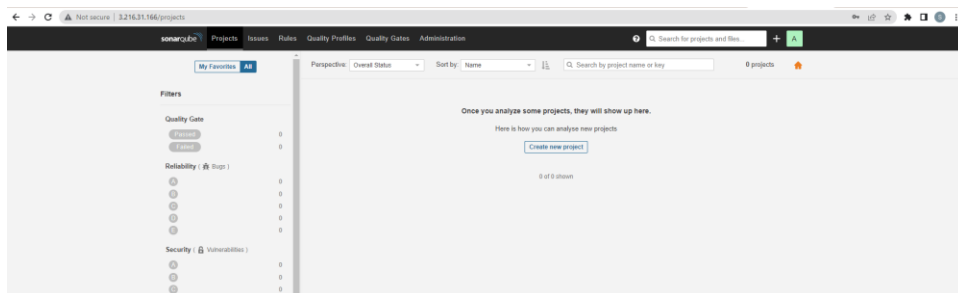 Not secure | 3.216.31.166/projects
sonarqube Projects Issues Rules Quality Profiles Quality Gates Administration Search for projects and files... + A
My Favorites All
Perspective: Overall Status Sort by: Name Search by project name or key 0 projects
Filters
Once you analyze some projects, they will show up here.
Here is how you can analyse new projects
Create new project
0 of 0 shown
Quality Gate
Passed 0
Failed 0
Reliability ( Bugs )
A 0
B 0
C 0
D 0
E 0
Security ( Vulnerabilities )
A 0
B 0
C 0